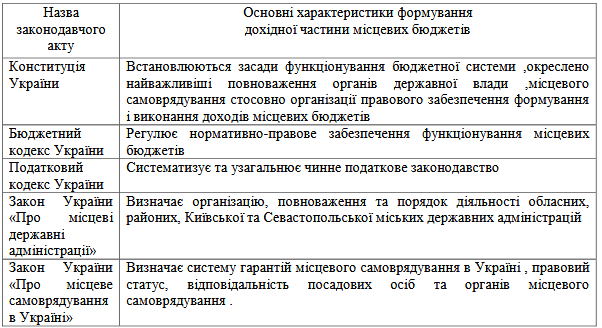 Назва
законодавчого
акту
Основні характеристики формування
дохідної частини місцевих бюджетів
Конституція
України
Встановлюються засади функціонування бюджетної системи ,окреслено
найважливіші повноваження органів державної влади ,місцевого
самоврядування стосовно організації правового забезпечення формування
і виконання доходів місцевих бюджетів
Бюджетний
кодекс України
Регулює нормативно-правове забезпечення функціонування місцевих
бюджетів
Податковий
кодекс України
Систематизує та узагальнює чинне податкове законодавство
Закон України
«Про місцеві
державні
адміністрації»
Визначає організацію, повноваження та порядок діяльності обласних,
районих, Київської та Севастопольської міських державних адміністрацій
Закон України
«Про місцеве
самоврядування
в Україні»
Визначає систему гарантій місцевого самоврядування в Україні , правовий
статус, відповідальність посадових осіб та органів місцевого
самоврядування .